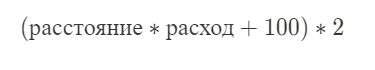 (расстояние * расход + 100) * 2